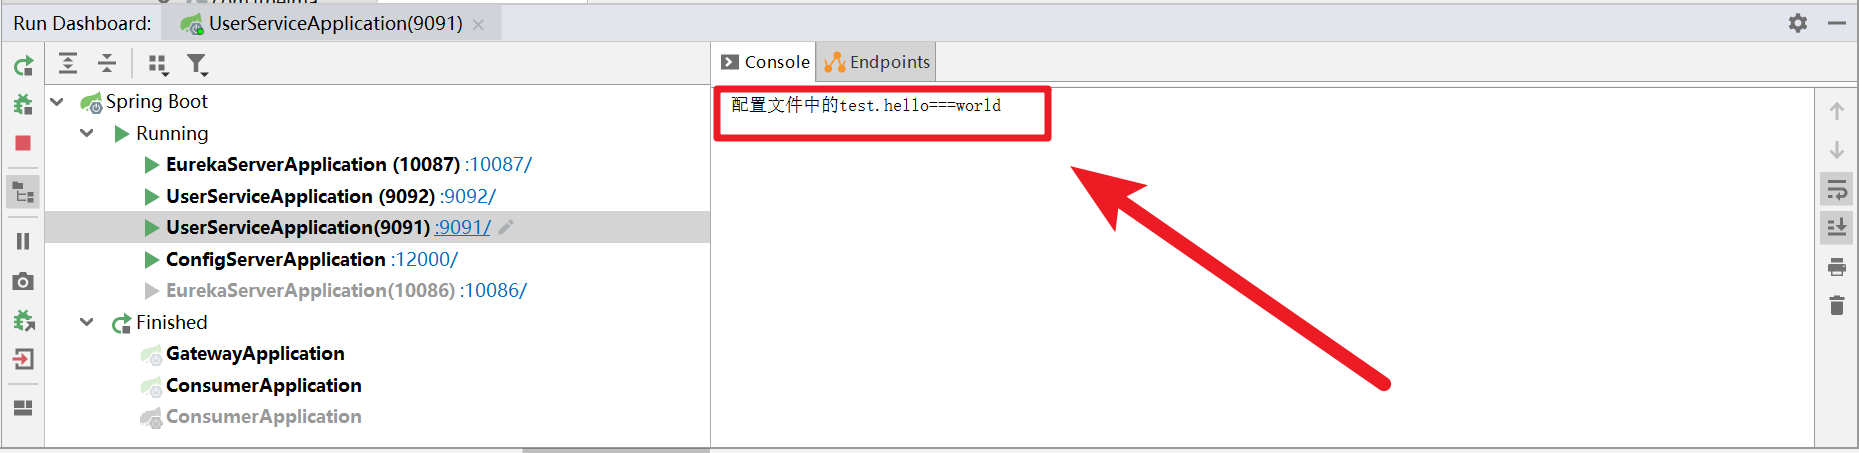 Run Dashboard: UserServiceApplication(9091)
Console Endpoints
Spring Boot
Running
EurekaServerApplication (10087) :10087/
UserServiceApplication (9092) :9092/
UserServiceApplication(9091) :9091/
ConfigServerApplication :12000/
EurekaServerApplication(10086) :10086/
Finished
GatewayApplication
ConsumerApplication
ConsumerApplication
配置文件中的test.hello===world